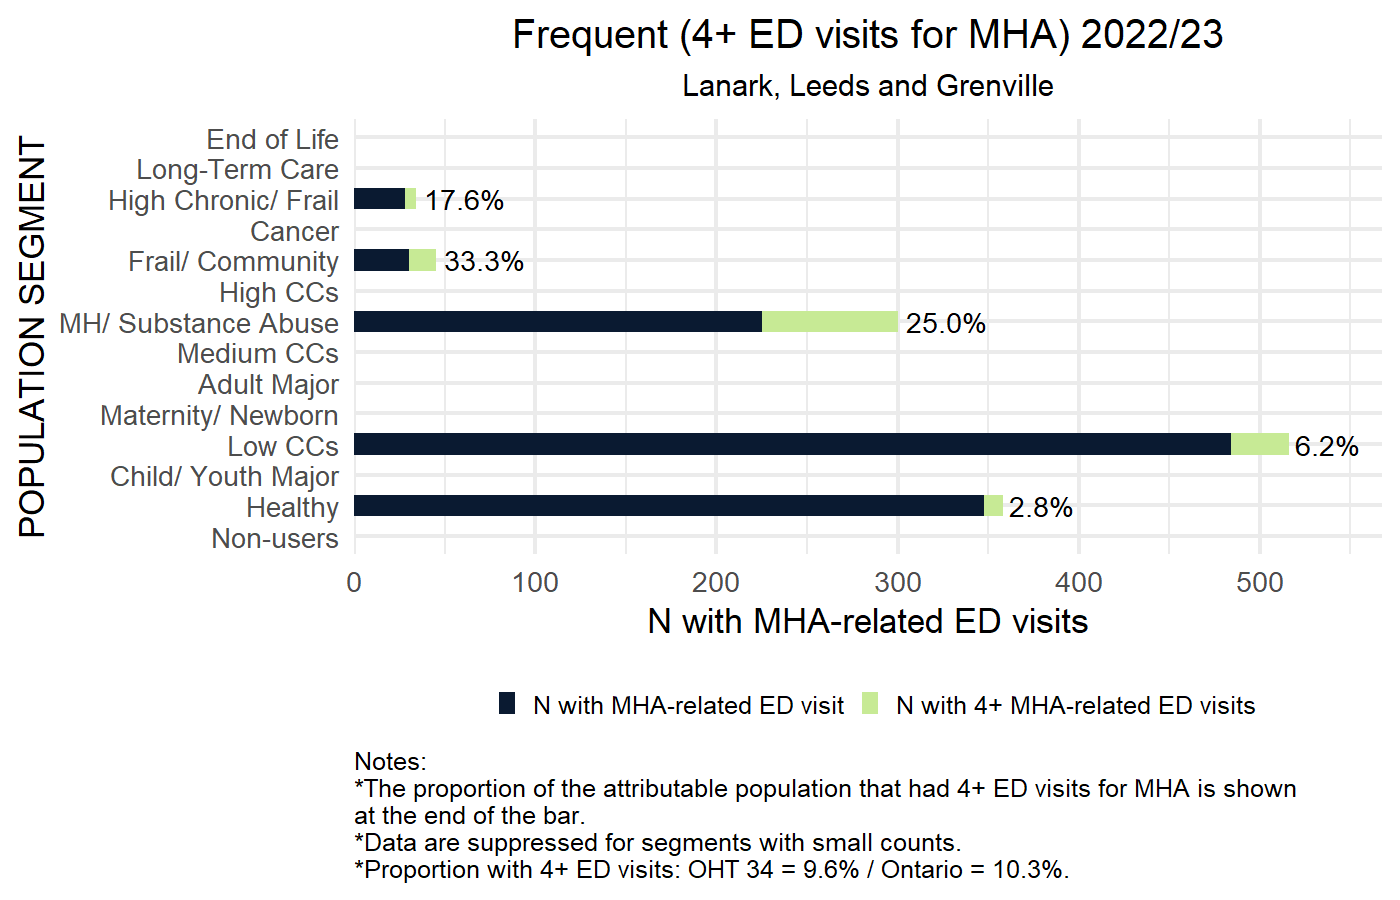 Frequent (4+ ED visits for MHA) 2022/23
Lanark, Leeds and Grenville
POPULATION SEGMENT
End of Life
Long-Term Care
High Chronic/ Frail 17.6%
Cancer
Frail/ Community 33.3%
High CCs
MH/ Substance Abuse 25.0%
Medium CCs
Adult Major
Maternity/ Newborn
Low CCs 6.2%
Child/ Youth Major
Healthy 2.8%
Non-users
0 100 200 300 400 500
N with MHA-related ED visits
N with MHA-related ED visit N with 4+ MHA-related ED visits
Notes:
*The proportion of the attributable population that had 4+ ED visits for MHA is shown
at the end of the bar.
*Data are suppressed for segments with small counts.
*Proportion with 4+ ED visits: OHT 34 = 9.6% / Ontario = 10.3%.